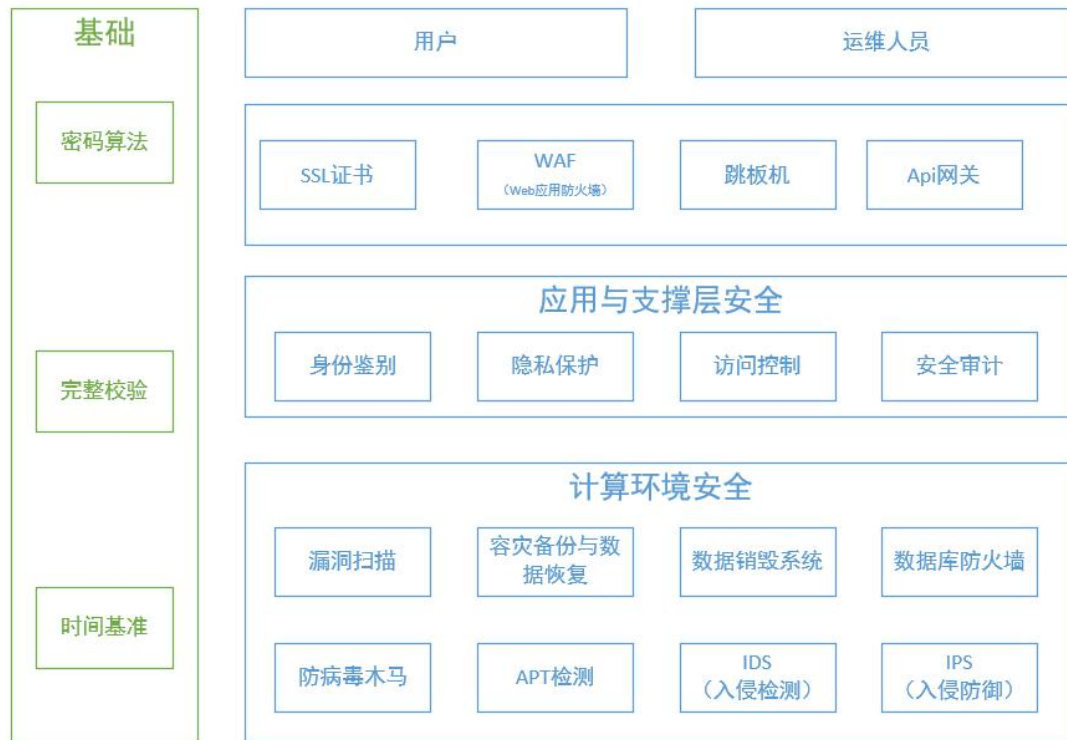 基础
密码算法
完整校验
时间基准
用户
运维人员
SSL证书
WAF
（Web应用防火墙）
跳板机
Api网关
应用与支撑层安全
身份鉴别
隐私保护
访问控制
安全审计
计算环境安全
漏洞扫描
容灾备份与数
据恢复
数据销毁系统
数据库防火墙
防病毒木马
APT检测
IDS
（入侵检测）
IPS
（入侵防御）